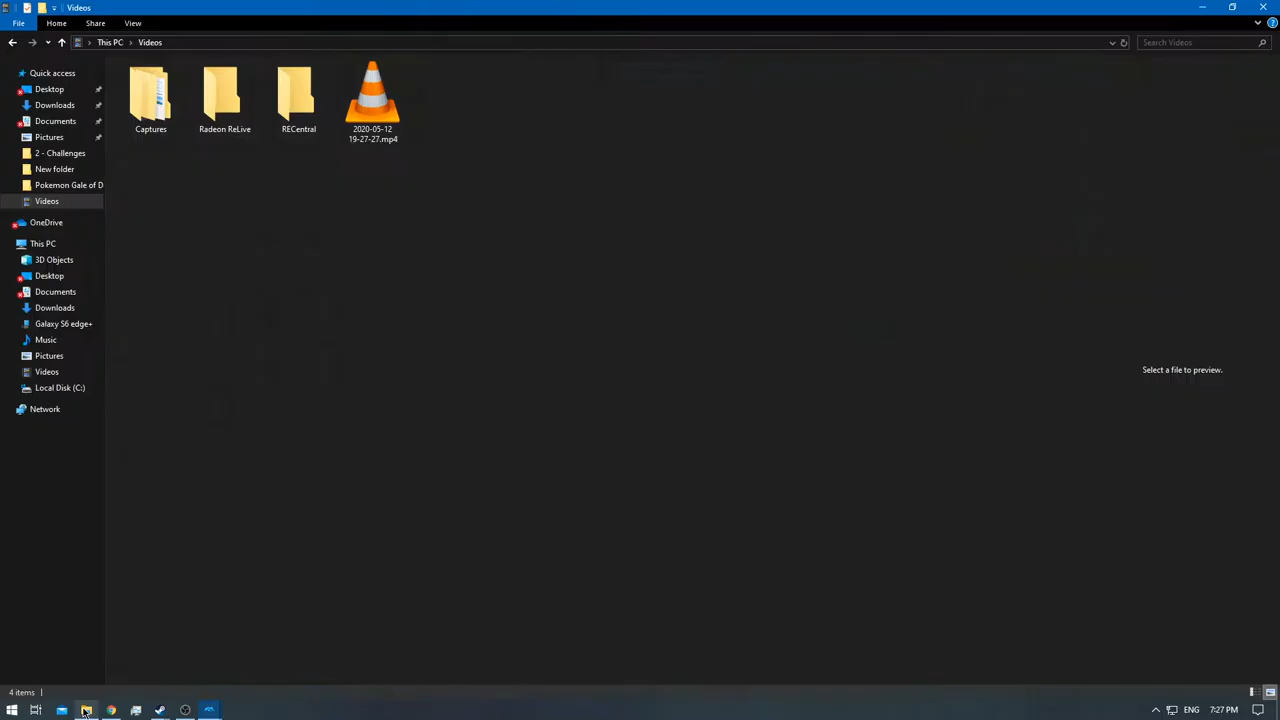 Videos
File Home Share View
This PC Videos Search Videos
Quick access
Desktop
Downloads
Documents
Pictures
2 - Challenges
New folder
Pokemon Gale of D
Videos
OneDrive
This PC
3D Objects
Desktop
Documents
Downloads
Galaxy S6 edge+
Music
Pictures
Videos
Local Disk (C:)
Network
Captures
Radeon ReLive
RECentral
2020-05-12
19-27-27.mp4
Select a file to preview.
4 items
ENG 7:27 PM